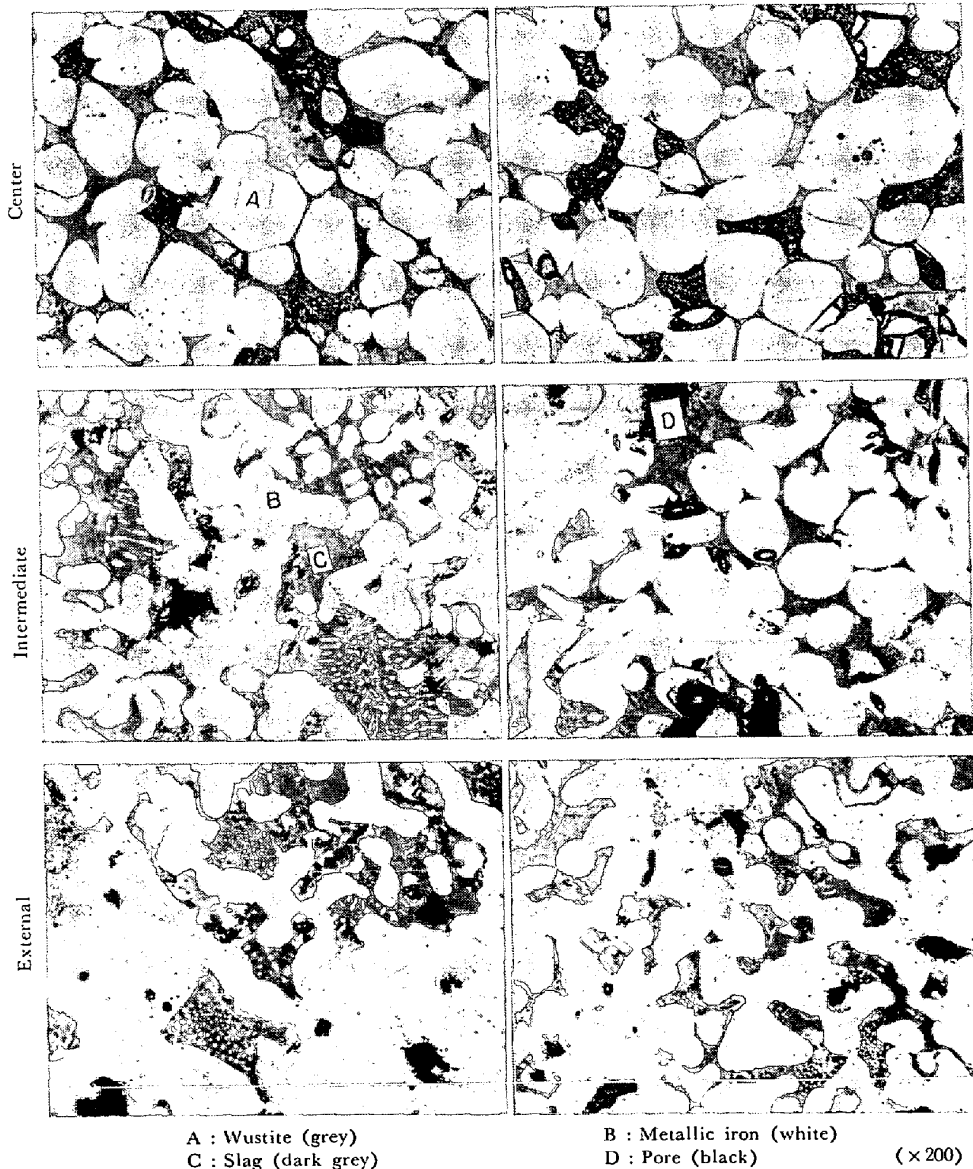 Center
A
Intermediate
B
C
D
External
A : Wustite (grey)
B : Metallic iron (white)
C : Slag (dark grey)
D : Pore (black)
(×200)